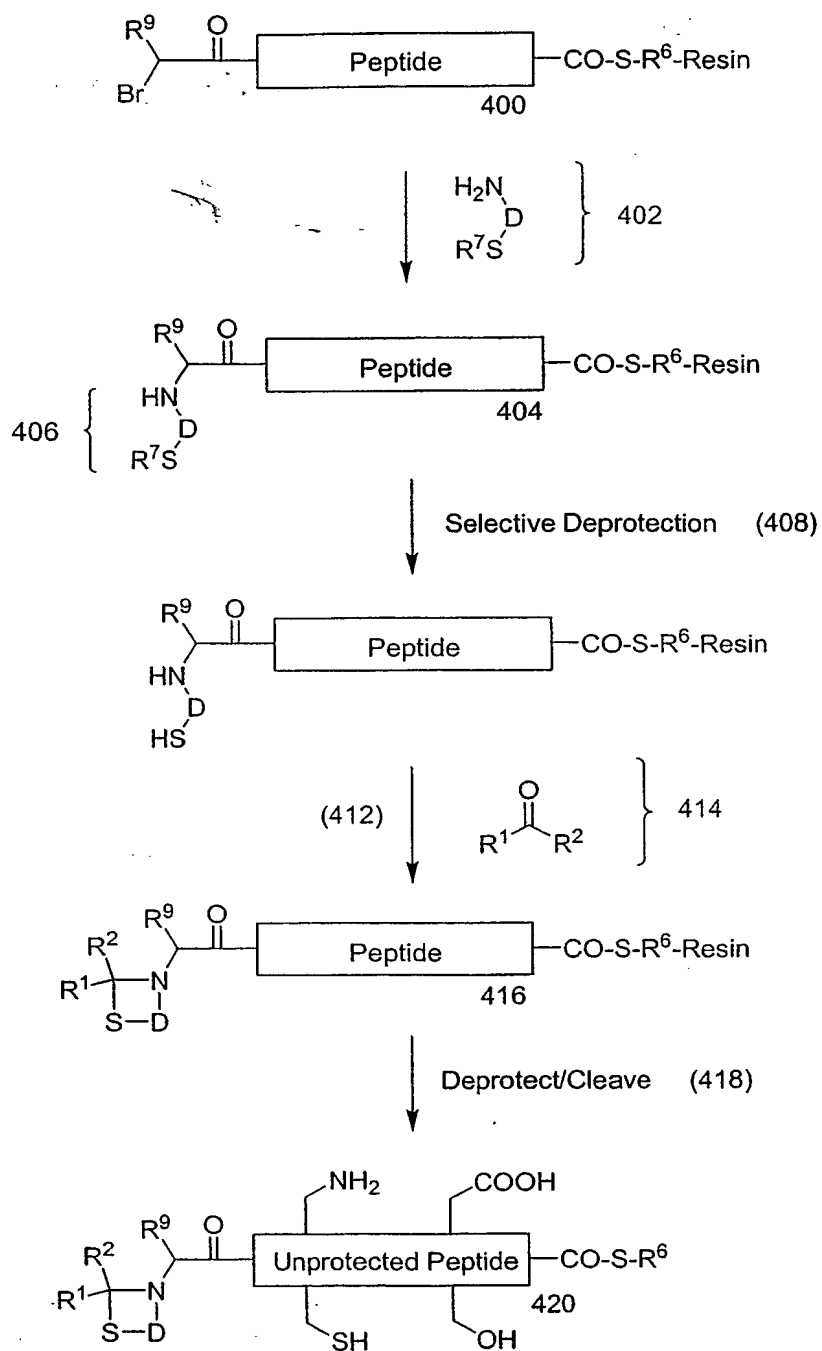 R⁹ O
Br Peptide CO-S-R⁶-Resin
400
H₂N
D 402
R⁷S
R⁹ O
Peptide CO-S-R⁶-Resin
404
HN
406 D
R⁷S
Selective Deprotection (408)
R⁹ O
Peptide CO-S-R⁶-Resin
HN
D
HS
O
(412) 414
R¹ R²
R⁹ O
R² Peptide CO-S-R⁶-Resin
R¹ N 416
S D
Deprotect/Cleave (418)
NH₂ COOH
R⁹ O
R² Unprotected Peptide CO-S-R⁶
R¹ N 420
S D SH OH